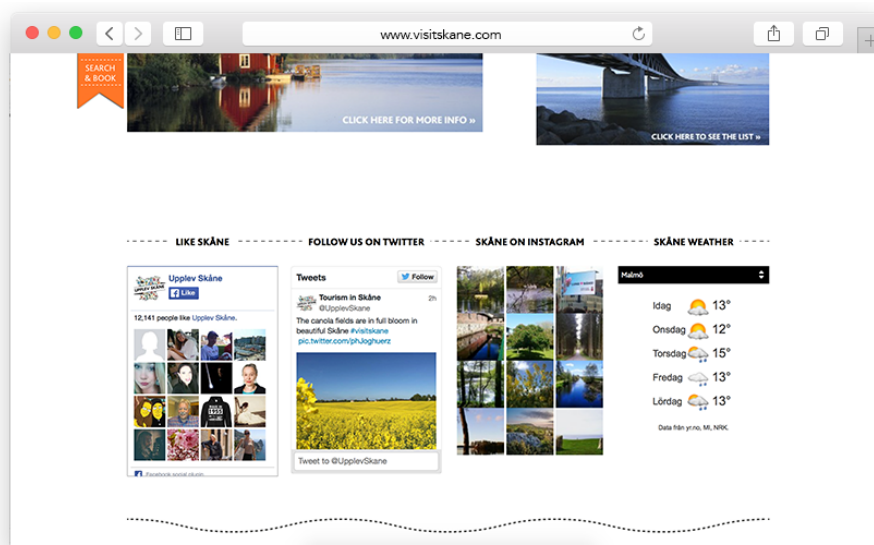 www.visitskane.com
SEARCH
& BOOK
CLICK HERE FOR MORE INFO »
CLICK HERE TO SEE THE LIST »
LIKE SKÅNE
FOLLOW US ON TWITTER
SKÅNE ON INSTAGRAM
SKÅNE WEATHER
UPPLEV SKÅNE
Upplev Skåne
Like
12,141 people like Upplev Skåne.
Facebook social plugin
Tweets
Follow
Tourism in Skåne
2h
@UpplevSkane
The canola fields are in full bloom in
beautiful Skåne #visitskane
pic.twitter.com/phJoghuerz
Tweet to @UpplevSkane
Malmö
Idag 13°
Onsdag 12°
Torsdag 15°
Fredag 13°
Lördag 13°
Data från yr.no, MI, NRK.